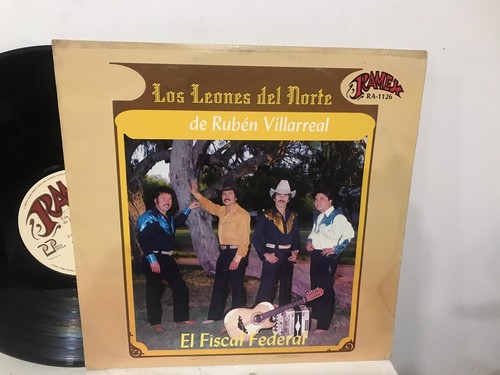 Los Leones del Norte
RAMEX
RA-1126
de Rubén Villarreal
El Fiscal Federal
RAMEX